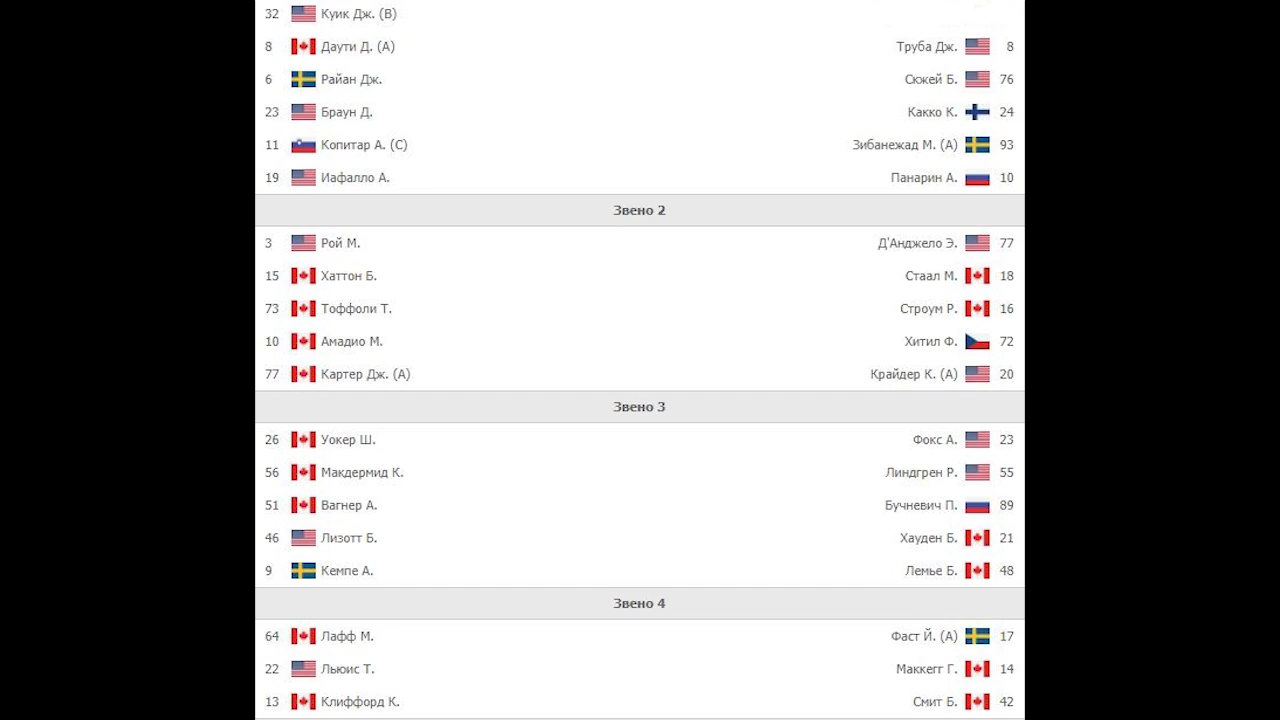 32 Куик Дж. (В)
8 Даути Д. (А) Труба Дж. 8
6 Райан Дж. Скжей Б. 76
23 Браун Д. Какко К. 24
11 Копитар А. (С) Зибанежад М. (А) 93
19 Иафалло А. Панарин А. 10
Звено 2
3 Рой М. Д'Анджело Э. 77
15 Хаттон Б. Стаал М. 18
73 Тоффоли Т. Строум Р. 16
10 Амадио М. Хитил Ф. 72
77 Картер Дж. (А) Крайдер К. (А) 20
Звено 3
26 Уокер Ш. Фокс А. 23
56 Макдермид К. Линдгрен Р. 55
51 Вагнер А. Бучневич П. 89
46 Лизотт Б. Хауден Б. 21
9 Кемпе А. Лемье Б. 48
Звено 4
64 Лафф М. Фаст Й. (А) 17
22 Льюис Т. Маккегг Г. 14
13 Клиффорд К. Смит Б. 42